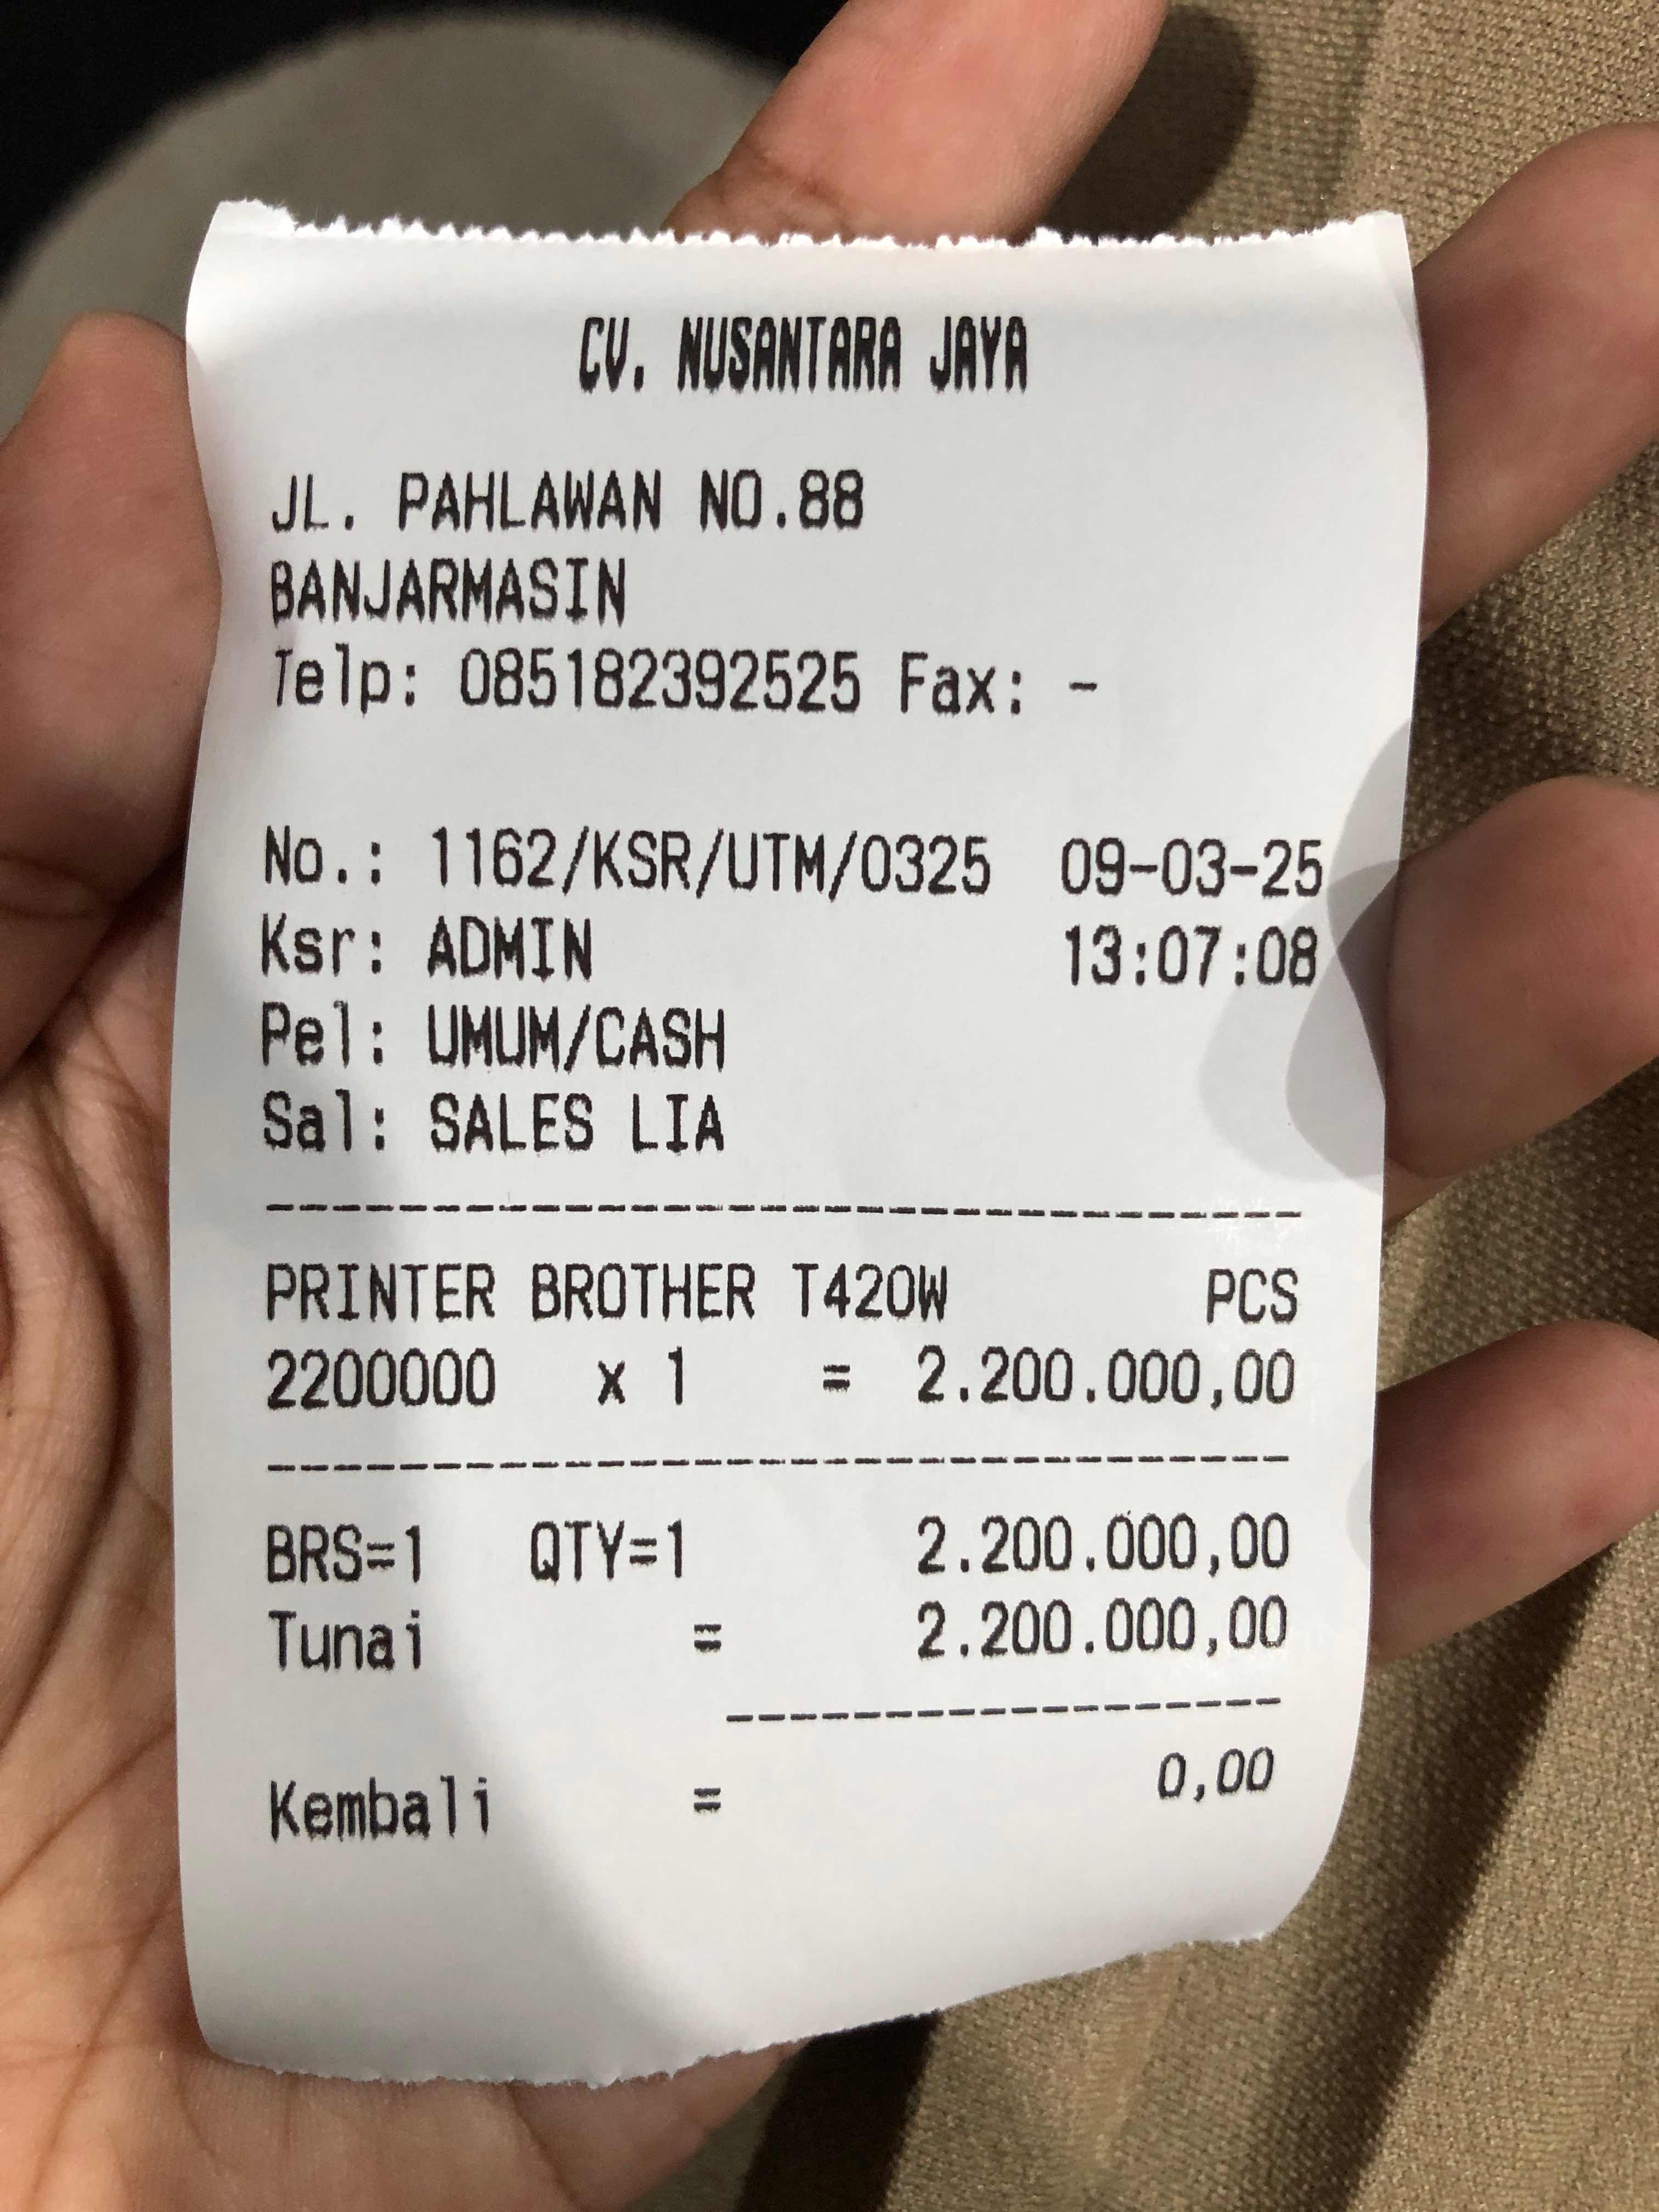 CV. NUSANTARA JAYA
JL. PAHLAWAN NO.88
BANJARMASIN
Telp: 085182392525 Fax: -
No.: 1162/KSR/UTM/0325 09-03-25
Ksr: ADMIN 13:07:08
Pel: UMUM/CASH
Sal: SALES LIA
--------------------------------
PRINTER BROTHER T420W PCS
2200000 x 1 = 2.200.000,00
--------------------------------
BRS=1 QTY=1 2.200.000,00
Tunai = 2.200.000,00
-----------------
Kembali = 0,00